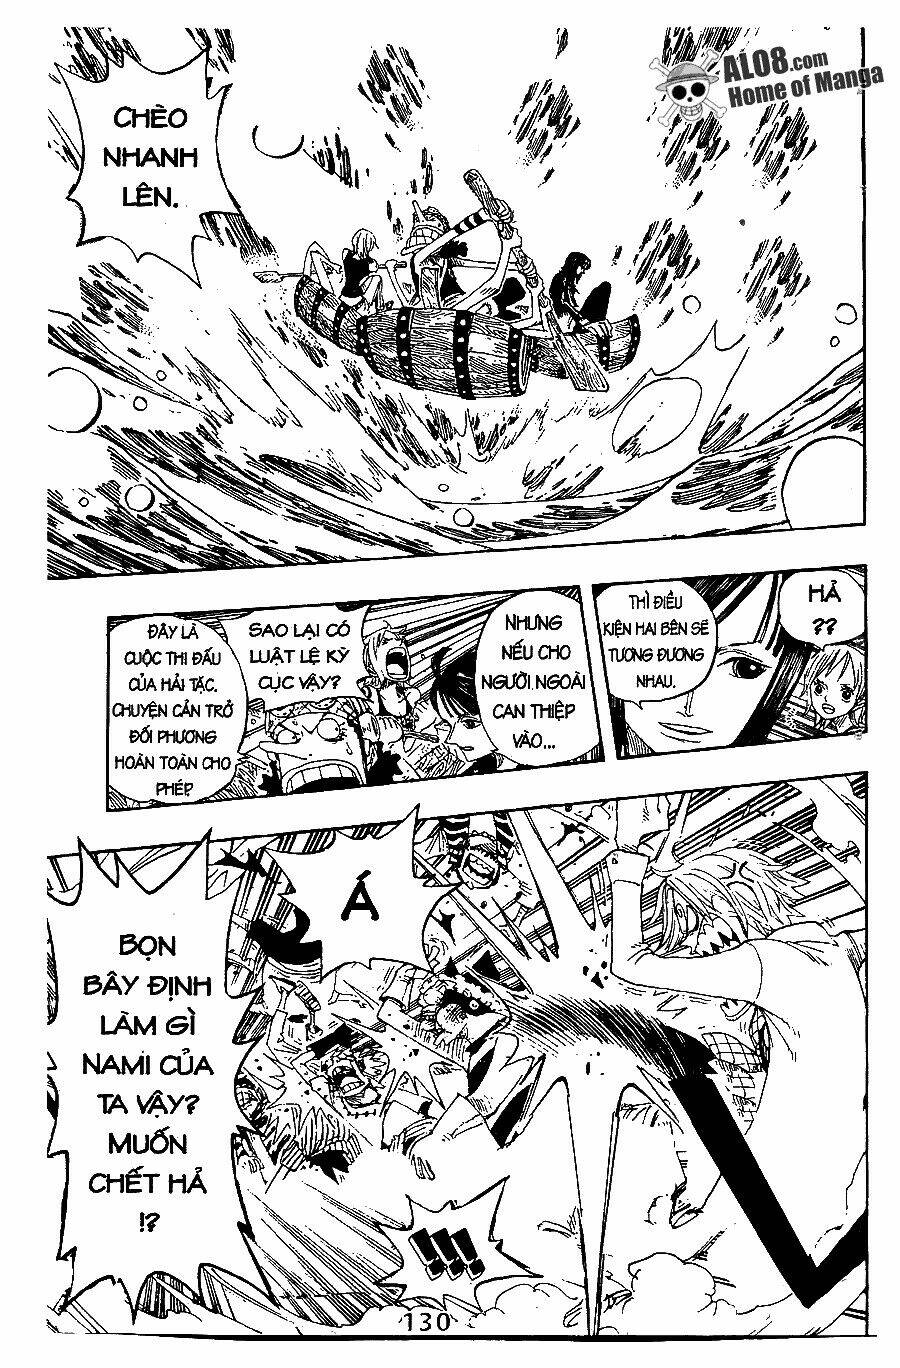 AL08.com
Home of Manga
CHÈO
NHANH
LÊN.
HẢ
??
THÌ ĐIỀU
KIỆN HAI BÊN SẼ
TƯƠNG ĐƯƠNG
NHAU.
NHƯNG
NẾU CHO
NGƯỜI NGOÀI
CAN THIỆP
VÀO...
SAO LẠI CÓ
LUẬT LỆ KỲ
CỤC VẬY?
ĐÂY LÀ
CUỘC THI ĐẤU
CỦA HẢI TẶC.
CHUYỆN CẢN TRỞ
ĐỐI PHƯƠNG
HOÀN TOÀN CHO
PHÉP.
Á
BỌN
BÂY ĐỊNH
LÀM GÌ
NAMI CỦA
TA VẬY?
MUỐN
CHẾT HẢ
!?
!!!
130